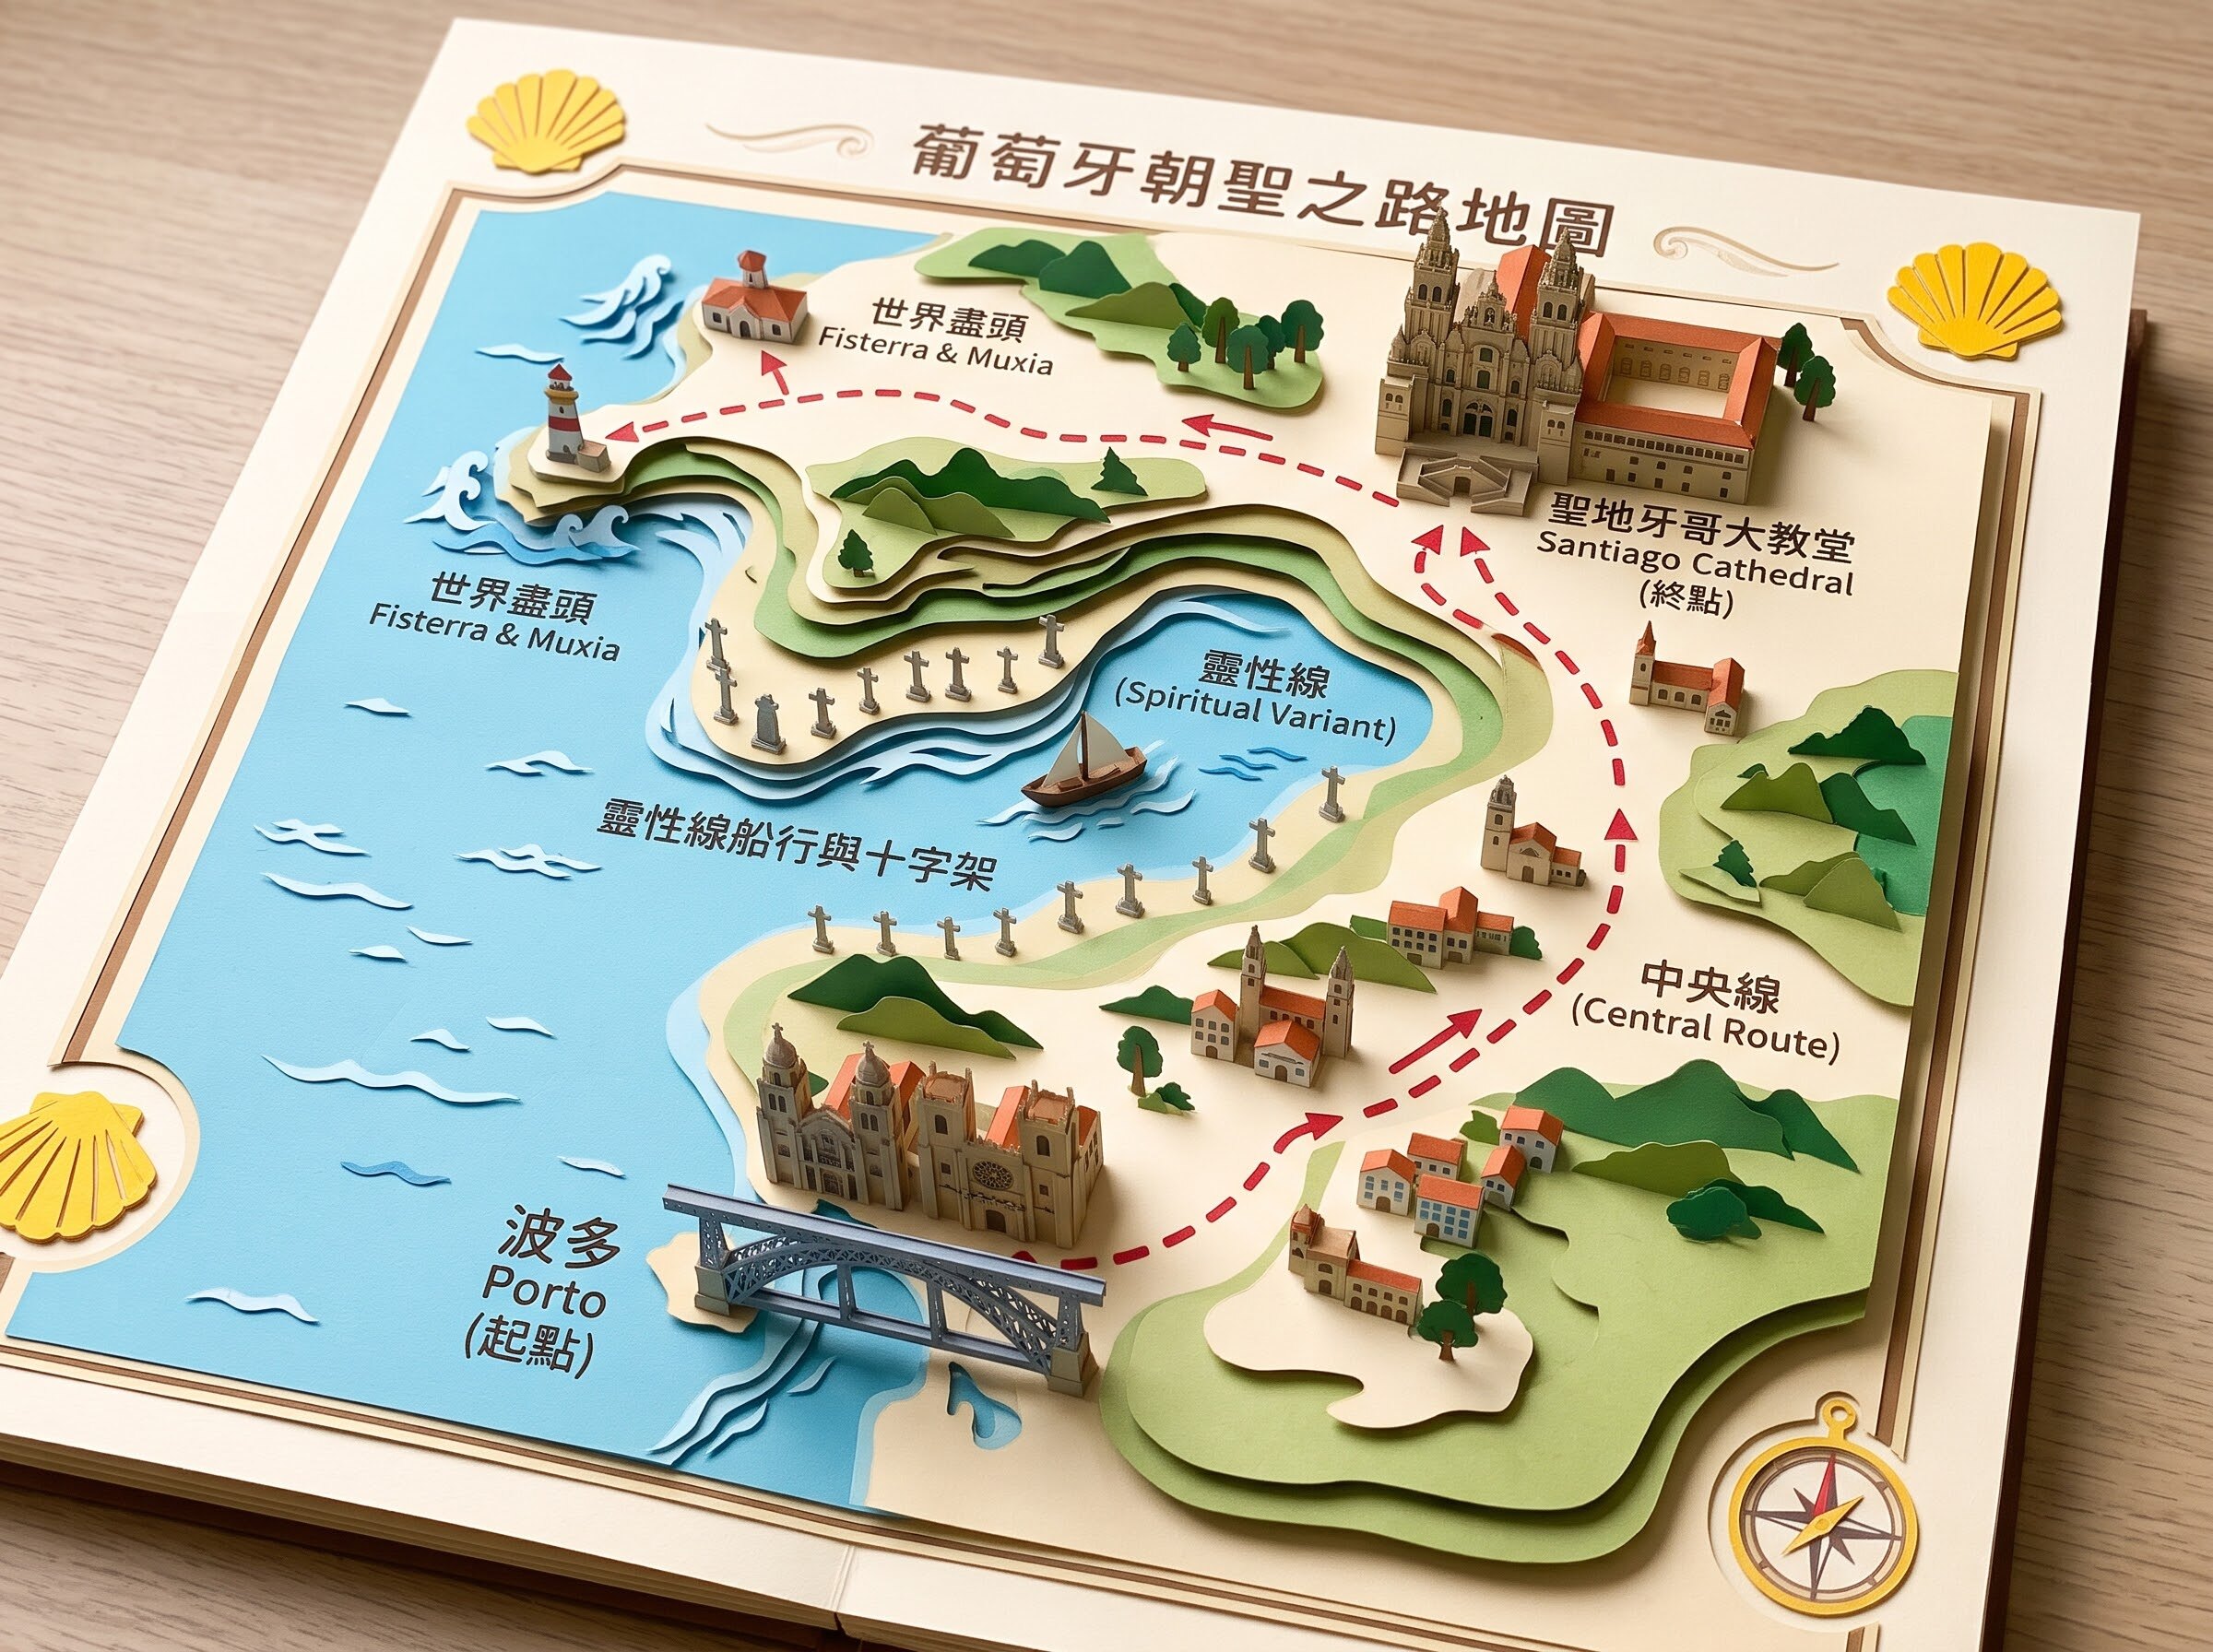 葡萄牙朝聖之路地圖
世界盡頭
Fisterra & Muxia
聖地牙哥大教堂
Santiago Cathedral
(終點)
世界盡頭
Fisterra & Muxia
靈性線
(Spiritual Variant)
靈性線船行與十字架
中央線
(Central Route)
波多
Porto
(起點)